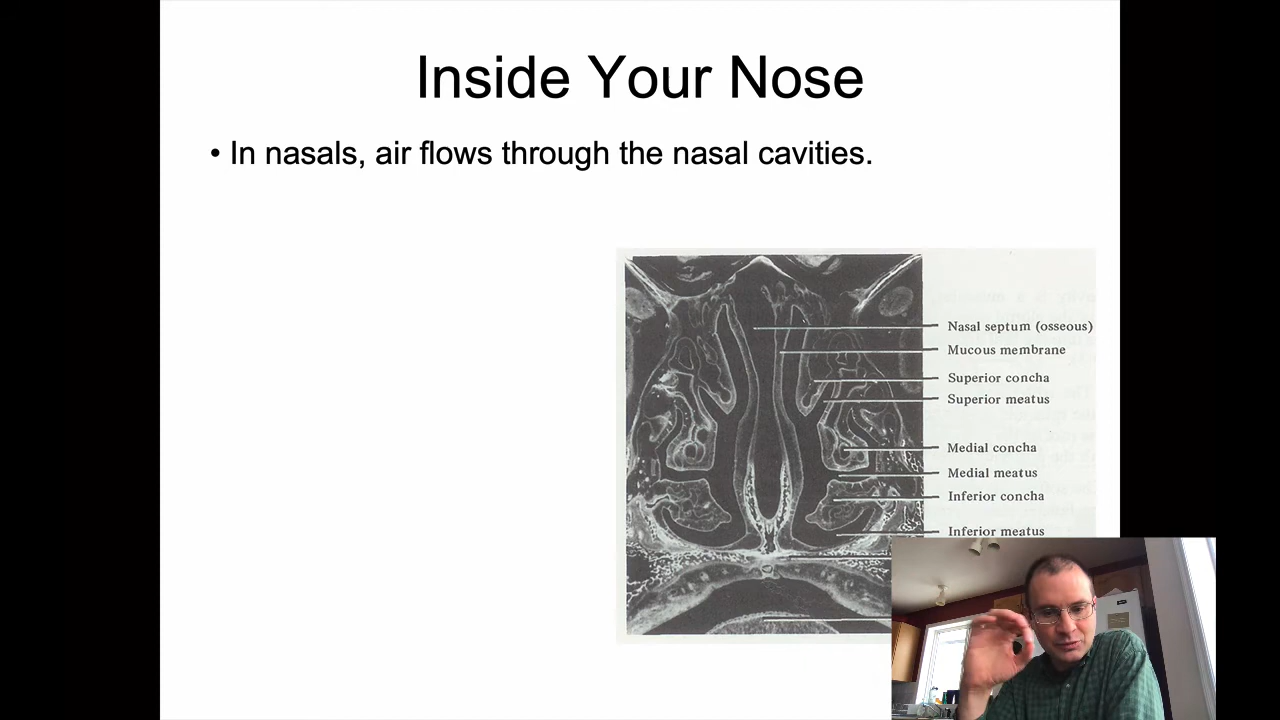 Inside Your Nose
• In nasals, air flows through the nasal cavities.
Nasal septum (osseous)
Mucous membrane
Superior concha
Superior meatus
Medial concha
Medial meatus
Inferior concha
Inferior meatus